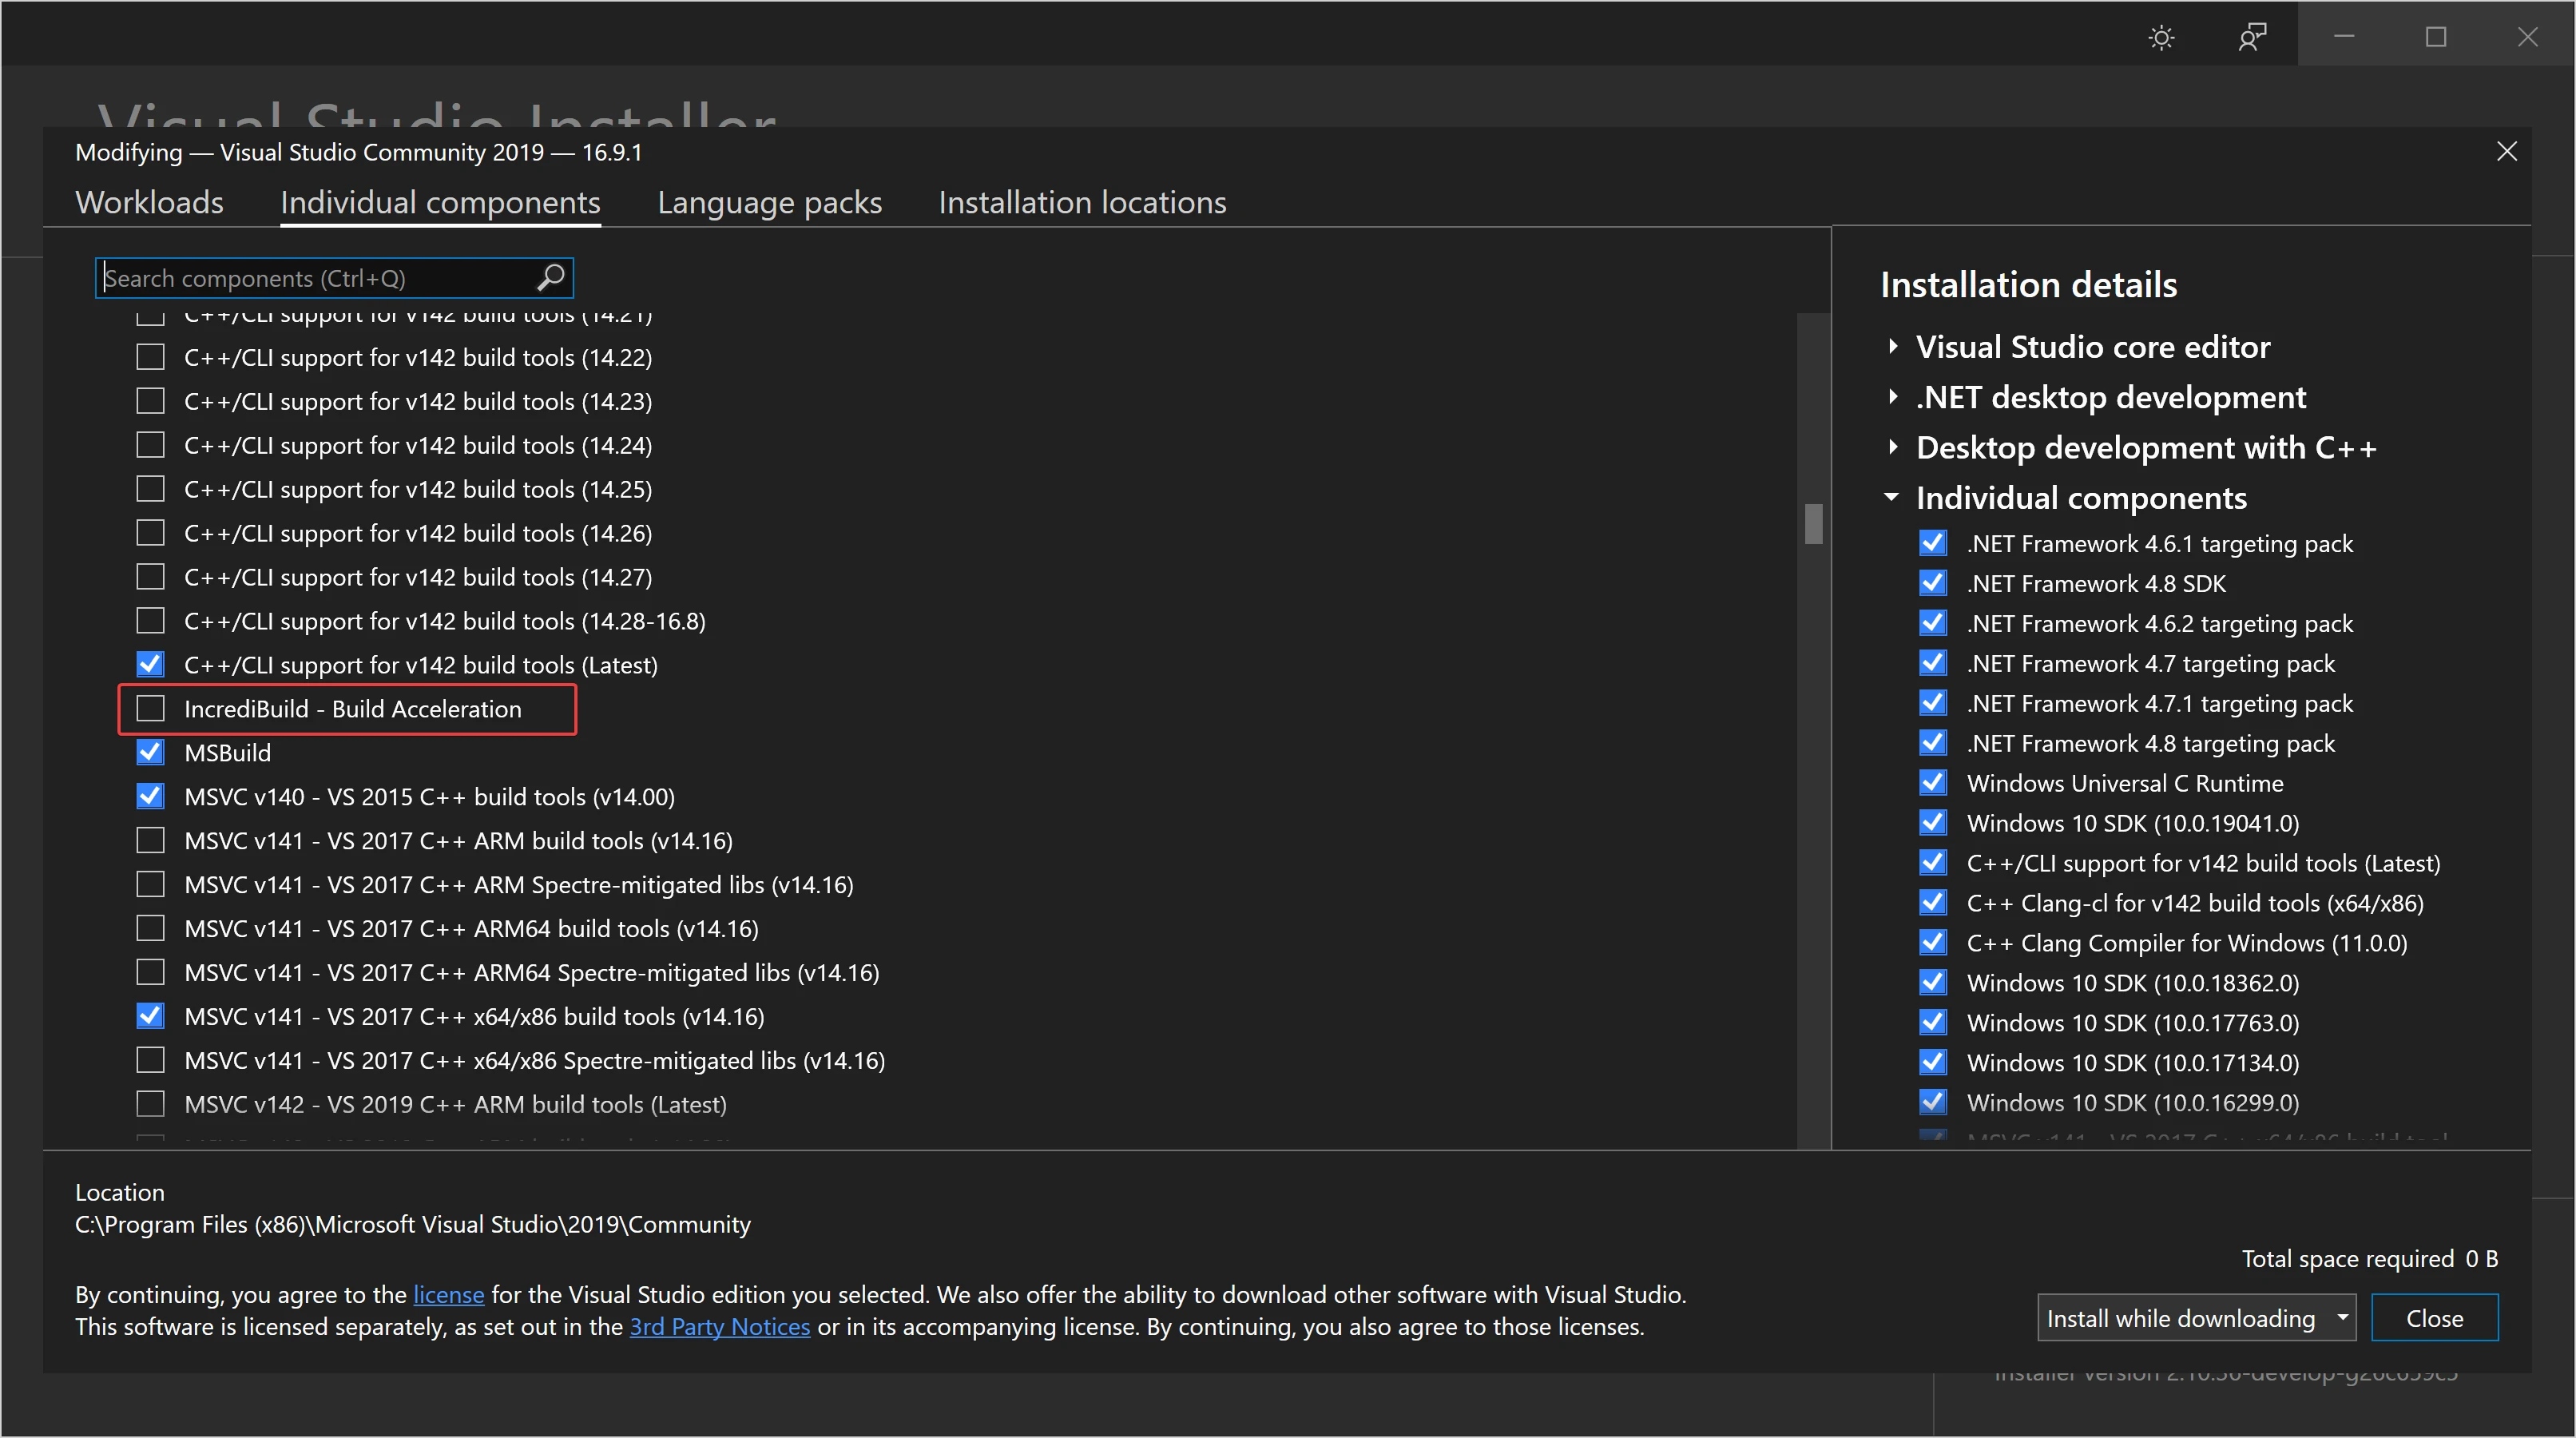 Visual Studio Installer
Modifying — Visual Studio Community 2019 — 16.9.1
Workloads
Individual components
Language packs
Installation locations
Search components (Ctrl+Q)
C++/CLI support for v142 build tools (14.21)
C++/CLI support for v142 build tools (14.22)
C++/CLI support for v142 build tools (14.23)
C++/CLI support for v142 build tools (14.24)
C++/CLI support for v142 build tools (14.25)
C++/CLI support for v142 build tools (14.26)
C++/CLI support for v142 build tools (14.27)
C++/CLI support for v142 build tools (14.28-16.8)
C++/CLI support for v142 build tools (Latest)
IncrediBuild - Build Acceleration
MSBuild
MSVC v140 - VS 2015 C++ build tools (v14.00)
MSVC v141 - VS 2017 C++ ARM build tools (v14.16)
MSVC v141 - VS 2017 C++ ARM Spectre-mitigated libs (v14.16)
MSVC v141 - VS 2017 C++ ARM64 build tools (v14.16)
MSVC v141 - VS 2017 C++ ARM64 Spectre-mitigated libs (v14.16)
MSVC v141 - VS 2017 C++ x64/x86 build tools (v14.16)
MSVC v141 - VS 2017 C++ x64/x86 Spectre-mitigated libs (v14.16)
MSVC v142 - VS 2019 C++ ARM build tools (Latest)
Installation details
Visual Studio core editor
.NET desktop development
Desktop development with C++
Individual components
.NET Framework 4.6.1 targeting pack
.NET Framework 4.8 SDK
.NET Framework 4.6.2 targeting pack
.NET Framework 4.7 targeting pack
.NET Framework 4.7.1 targeting pack
.NET Framework 4.8 targeting pack
Windows Universal C Runtime
Windows 10 SDK (10.0.19041.0)
C++/CLI support for v142 build tools (Latest)
C++ Clang-cl for v142 build tools (x64/x86)
C++ Clang Compiler for Windows (11.0.0)
Windows 10 SDK (10.0.18362.0)
Windows 10 SDK (10.0.17763.0)
Windows 10 SDK (10.0.17134.0)
Windows 10 SDK (10.0.16299.0)
MSVC v141 - VS 2017 C++ x64/x86 build tool
Location
C:\Program Files (x86)\Microsoft Visual Studio\2019\Community
By continuing, you agree to the license for the Visual Studio edition you selected. We also offer the ability to download other software with Visual Studio.
This software is licensed separately, as set out in the 3rd Party Notices or in its accompanying license. By continuing, you also agree to those licenses.
Total space required 0 B
Install while downloading
Close
Installer version